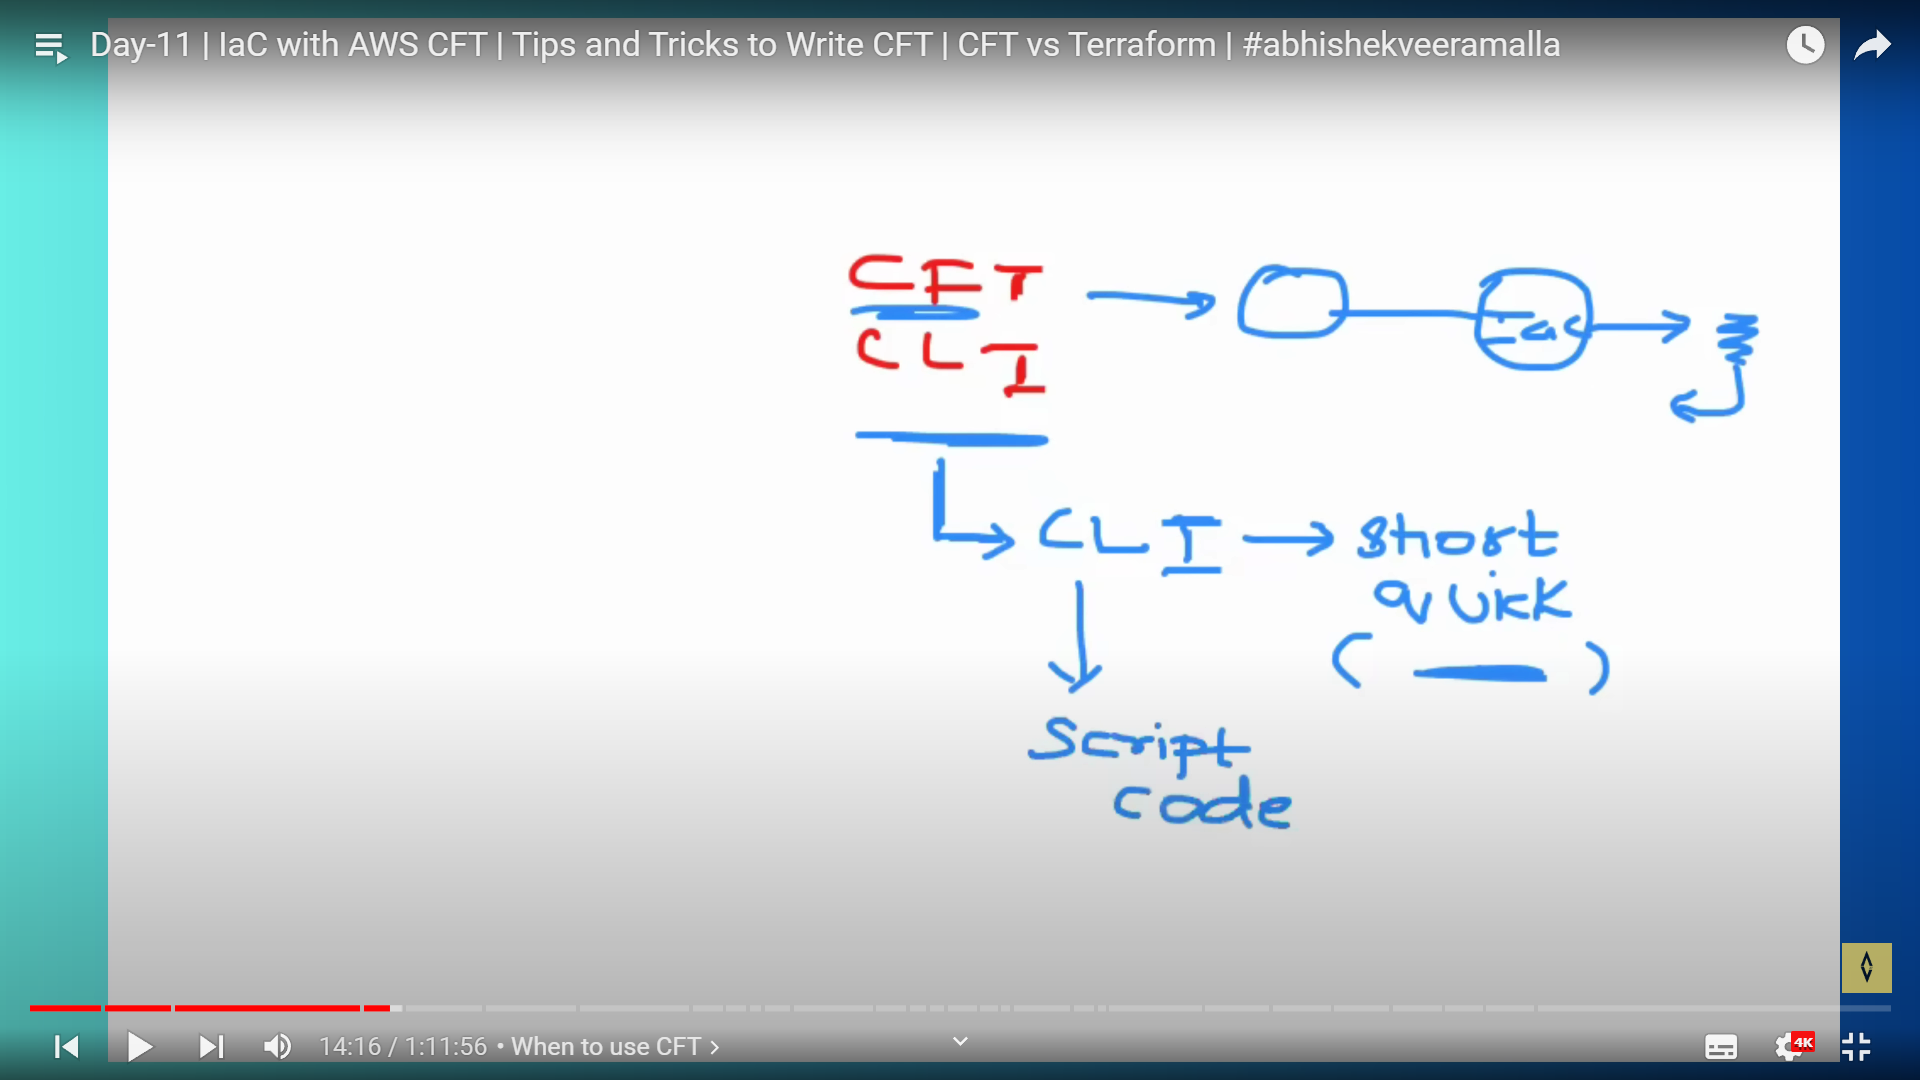 Day-11 | IaC with AWS CFT | Tips and Tricks to Write CFT | CFT vs Terraform | #abhishekveeramalla
CFT
CLI
IaC
CLI
short
quick
Script
code
14:16 / 1:11:56 • When to use CFT >
4K